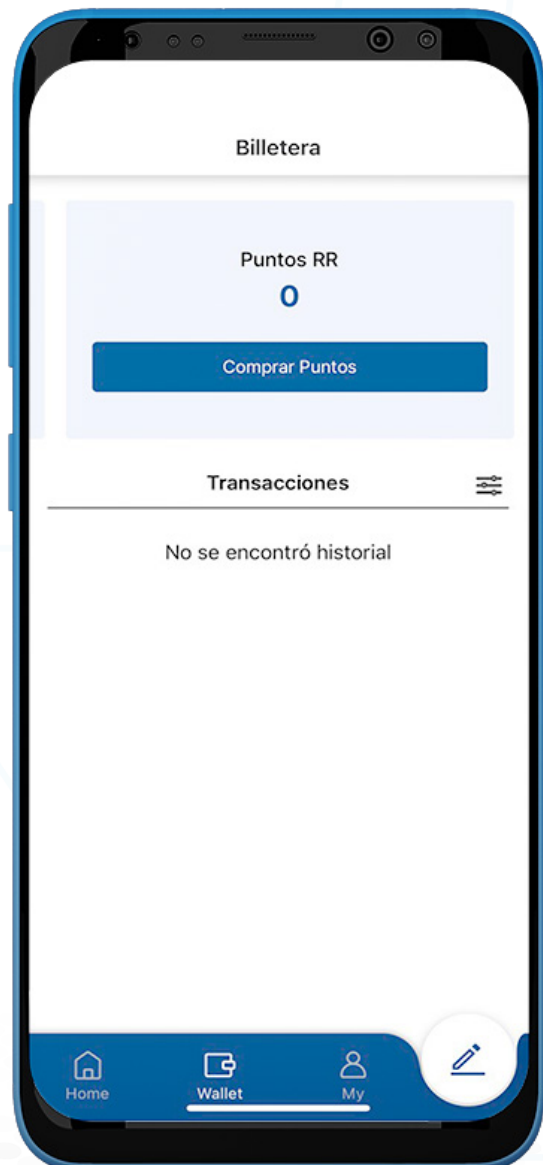 Billetera
Puntos RR
0
Comprar Puntos
Transacciones
No se encontró historial
Home
Wallet
My